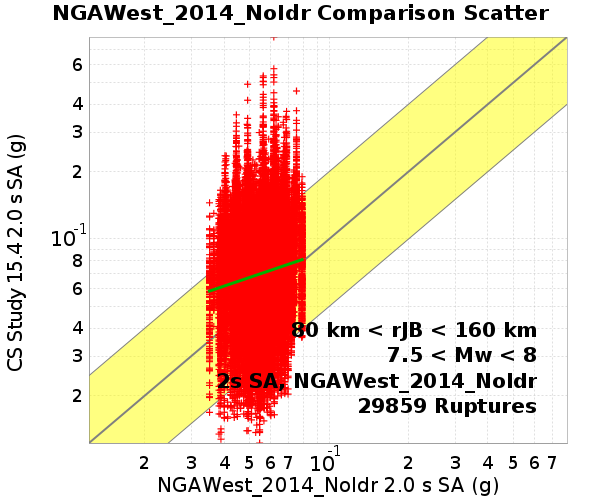 NGAWest_2014_NoIdr Comparison Scatter
CS Study 15.4 2.0 s SA (g)
6
4
3
2
10-1
8
6
4
3
2
80 km < rJB < 160 km
7.5 < Mw < 8
2s SA, NGAWest_2014_NoIdr
29859 Ruptures
2 3 4 5 6 7 10-1 2 3 4 5 6 7
NGAWest_2014_NoIdr 2.0 s SA (g)